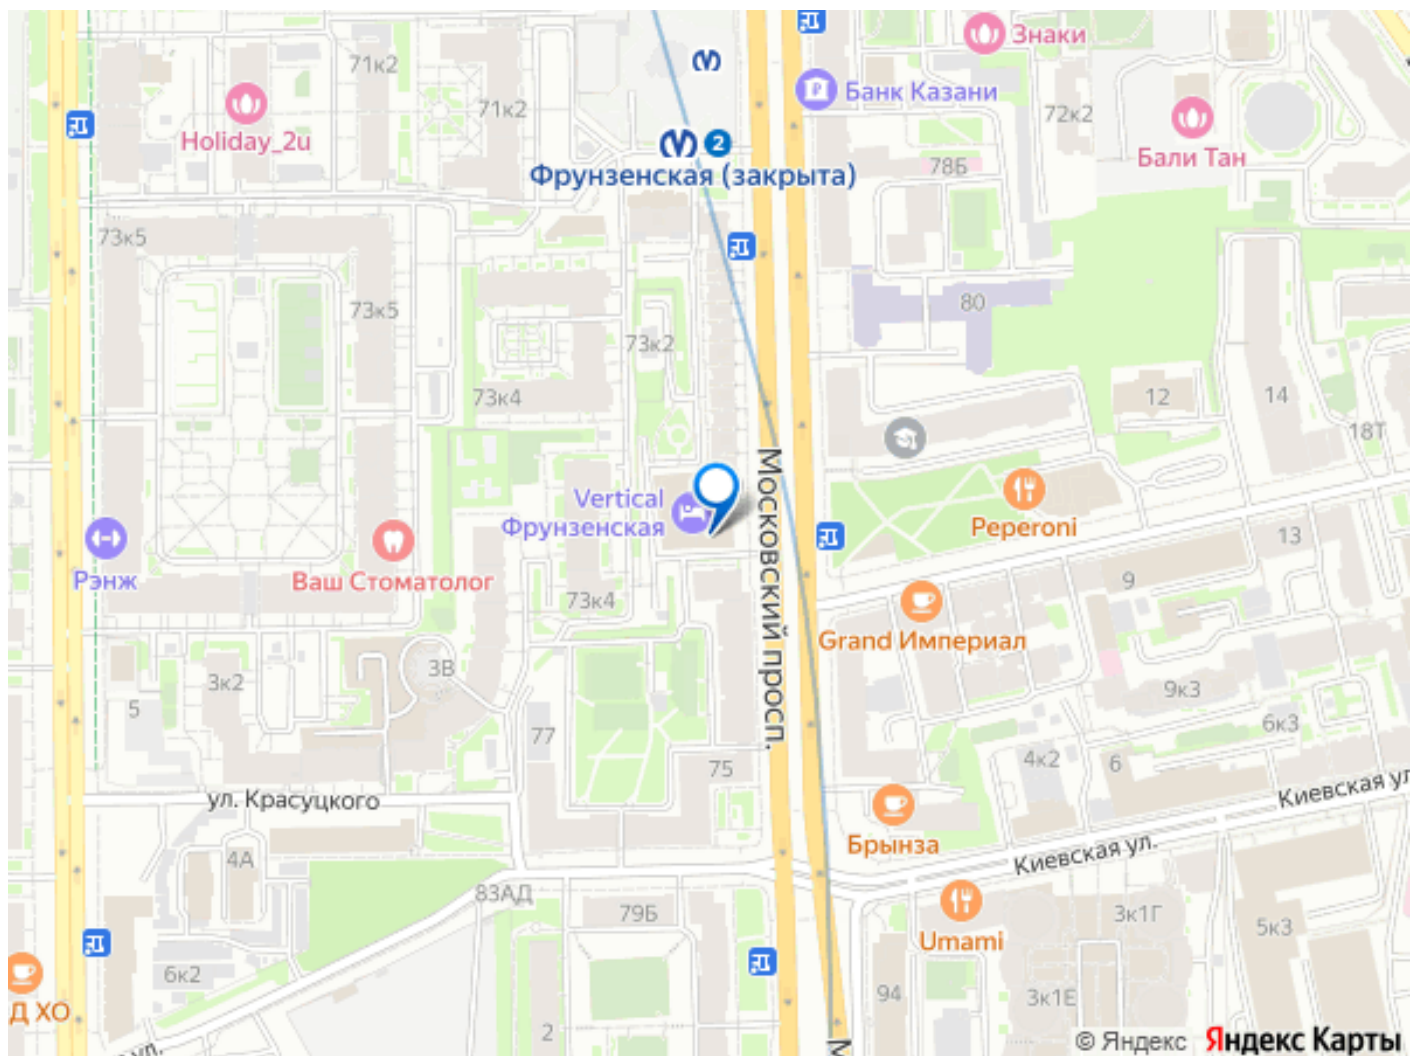 Знаки
71к2
Банк Казани
71к2
72к2
Holiday_2u
2
Бали Тан
78Б
Фрунзенская (закрыта)
73к5
80
73к5
73к2
73к4
12
14
18Т
Vertical
Фрунзенская
Московский просп.
Peperoni
13
Рэнж
Ваш Стоматолог
73к4
9
Grand Империал
3В
3к2
9к3
5
6к3
77
4к2
6
75
ул. Красуцкого
Киевская ул
Брынза
Киевская ул.
4А
83АД
79Б
3к1Г
5к3
Umami
6к2
94
3к1Е
Д ХО
2
ул.
М
© Яндекс Яндекс Карты